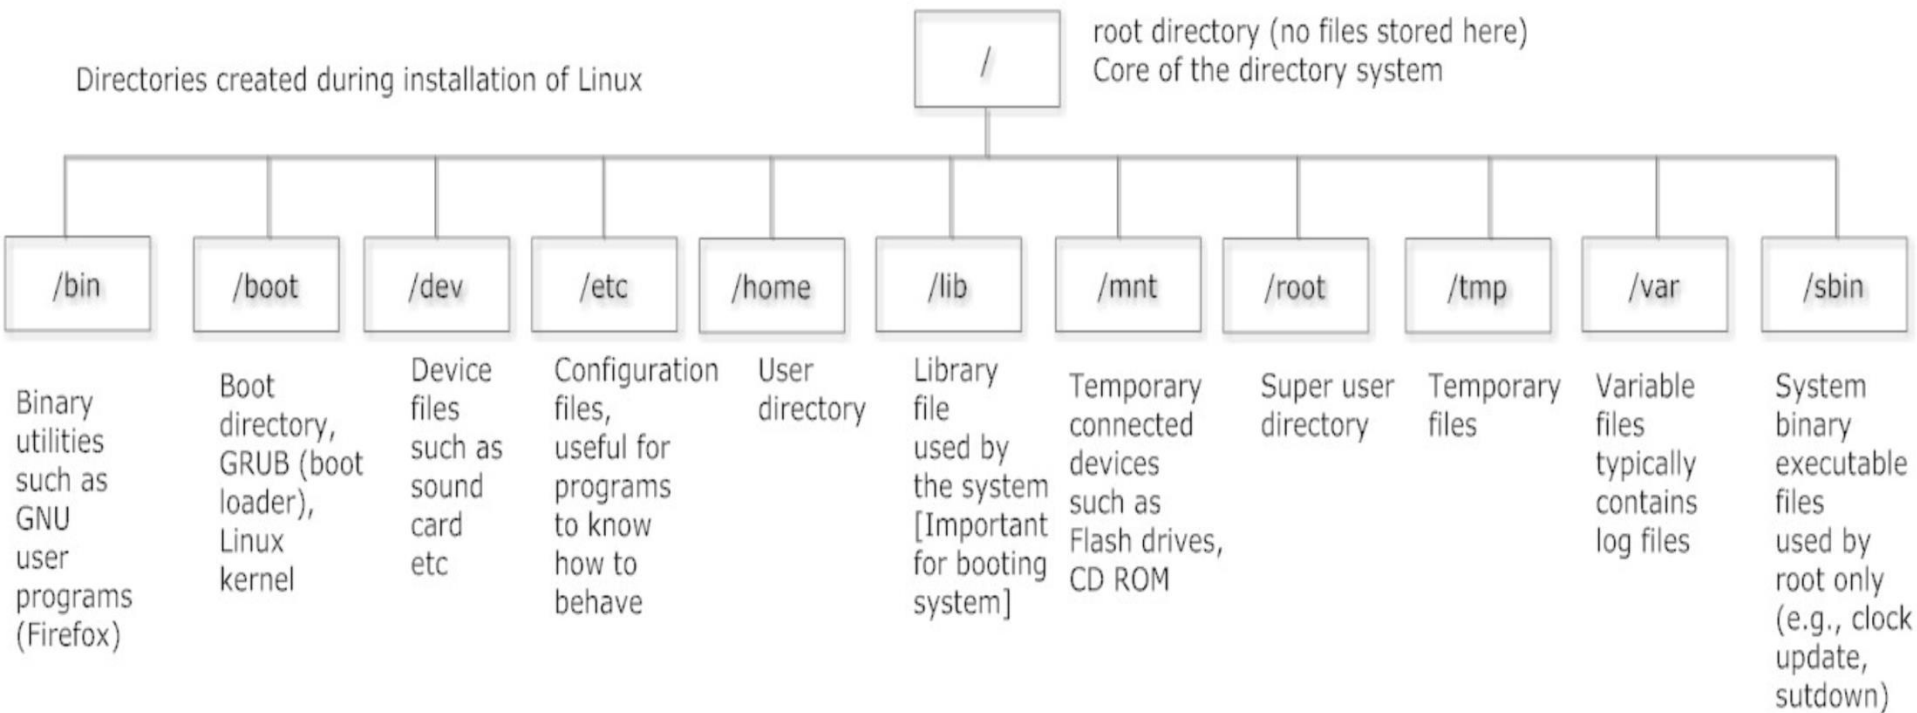 Directories created during installation of Linux
/
root directory (no files stored here)
Core of the directory system
/bin
Binary
utilities
such as
GNU
user
programs
(Firefox)
/boot
Boot
directory,
GRUB (boot
loader),
Linux
kernel
/dev
Device
files
such as
sound
card
etc
/etc
Configuration
files,
useful for
programs
to know
how to
behave
/home
User
directory
/lib
Library
file
used by
the system
[Important
for booting
system]
/mnt
Temporary
connected
devices
such as
Flash drives,
CD ROM
/root
Super user
directory
/tmp
Temporary
files
/var
Variable
files
typically
contains
log files
/sbin
System
binary
executable
files
used by
root only
(e.g., clock
update,
sutdown)